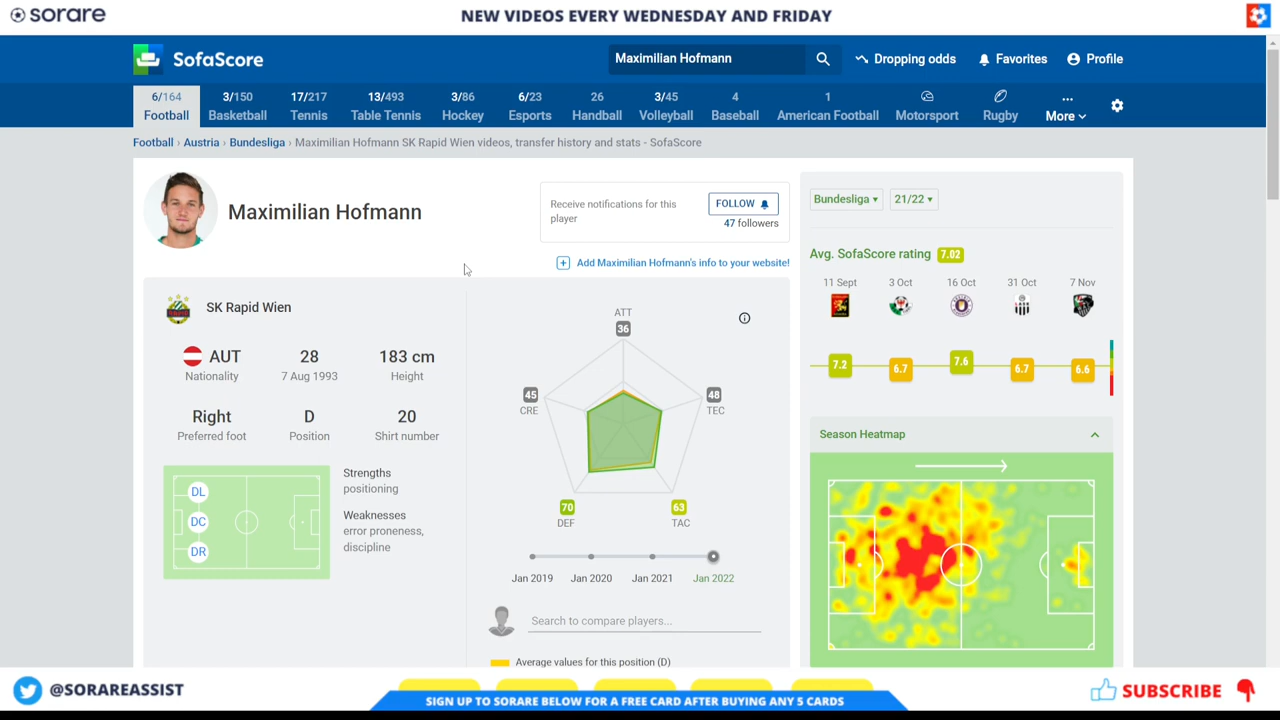 sorare
NEW VIDEOS EVERY WEDNESDAY AND FRIDAY
SofaScore
Maximilian Hofmann
Dropping odds
Favorites
Profile
6/164
Football
3/150
Basketball
17/217
Tennis
13/493
Table Tennis
3/86
Hockey
6/23
Esports
26
Handball
3/45
Volleyball
4
Baseball
1
American Football
Motorsport
Rugby
More
Football › Austria › Bundesliga › Maximilian Hofmann SK Rapid Wien videos, transfer history and stats - SofaScore
Maximilian Hofmann
Receive notifications for this
player
FOLLOW
47 followers
Add Maximilian Hofmann's info to your website!
SK Rapid Wien
AUT
Nationality
28
7 Aug 1993
183 cm
Height
Right
Preferred foot
D
Position
20
Shirt number
DL
DC
DR
Strengths
positioning
Weaknesses
error proneness,
discipline
ATT
36
45
CRE
48
TEC
70
DEF
63
TAC
Jan 2019
Jan 2020
Jan 2021
Jan 2022
Search to compare players...
Average values for this position (D)
Bundesliga
21/22
Avg. SofaScore rating 7.02
11 Sept
3 Oct
16 Oct
31 Oct
7 Nov
7.2
6.7
7.6
6.7
6.6
Season Heatmap
@SORAREASSIST
SIGN UP TO SORARE BELOW FOR A FREE CARD AFTER BUYING ANY 5 CARDS
SUBSCRIBE